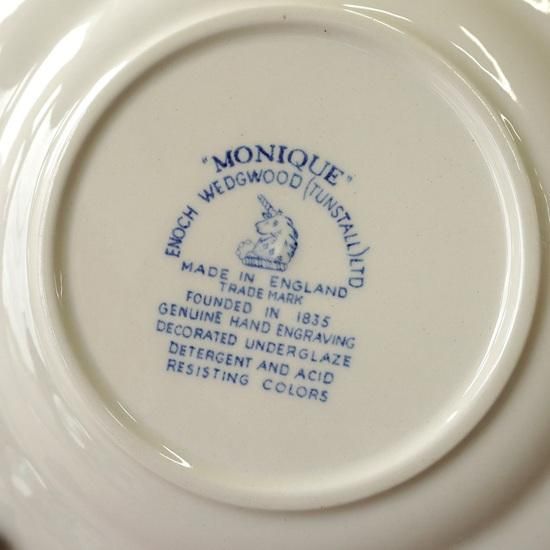 "MONIQUE"
ENOCH WEDGWOOD (TUNSTALL) LTD
MADE IN ENGLAND
TRADE MARK
FOUNDED IN 1835
GENUINE HAND ENGRAVING
DECORATED UNDERGLAZE
DETERGENT AND ACID
RESISTING COLORS